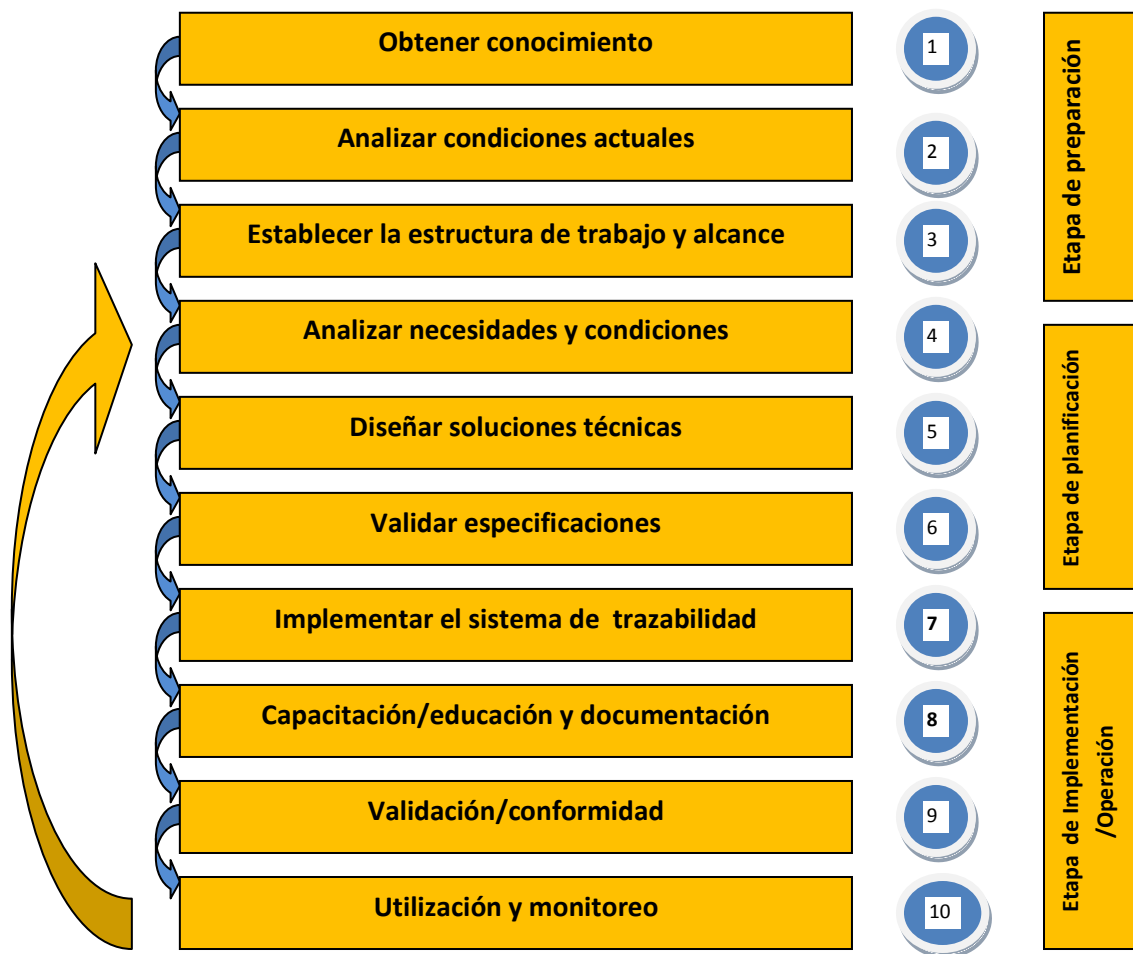 Obtener conocimiento
1
Analizar condiciones actuales
2
Establecer la estructura de trabajo y alcance
3
Etapa de preparación
Analizar necesidades y condiciones
4
Diseñar soluciones técnicas
5
Validar especificaciones
6
Etapa de planificación
Implementar el sistema de trazabilidad
7
Capacitación/educación y documentación
8
Validación/conformidad
9
Utilización y monitoreo
10
Etapa de Implementación
/Operación